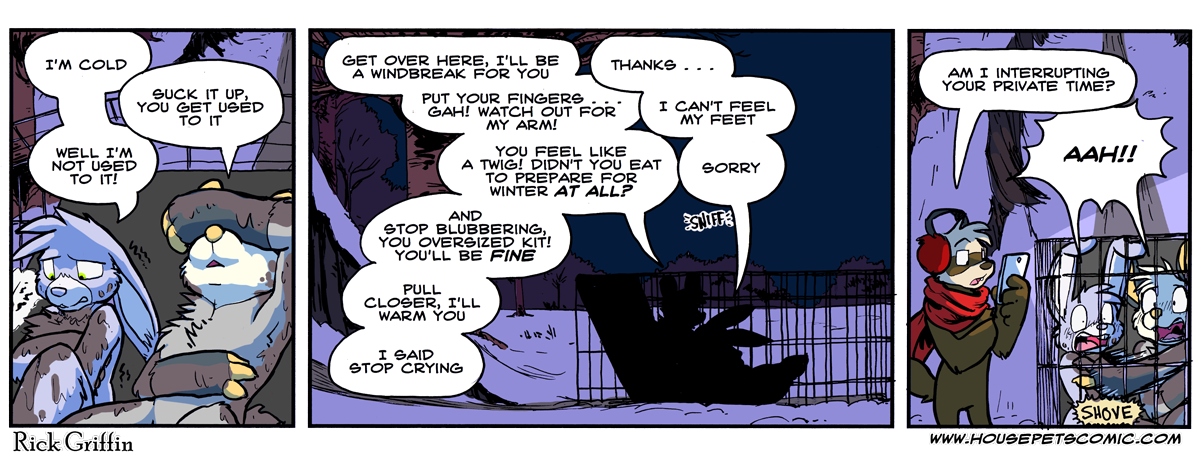 I'M COLD
SUCK IT UP,
YOU GET USED
TO IT
WELL I'M
NOT USED
TO IT!
GET OVER HERE, I'LL BE
A WINDBREAK FOR YOU
THANKS . . .
PUT YOUR FINGERS . . .
GAH! WATCH OUT FOR
MY ARM!
I CAN'T FEEL
MY FEET
YOU FEEL LIKE
A TWIG! DIDN'T YOU EAT
TO PREPARE FOR
WINTER AT ALL?
SORRY
SNIFF
AND
STOP BLUBBERING,
YOU OVERSIZED KIT!
YOU'LL BE FINE
PULL
CLOSER, I'LL
WARM YOU
I SAID
STOP CRYING
AM I INTERRUPTING
YOUR PRIVATE TIME?
AAH!!
SHOVE
Rick Griffin
WWW.HOUSEPETSCOMIC.COM